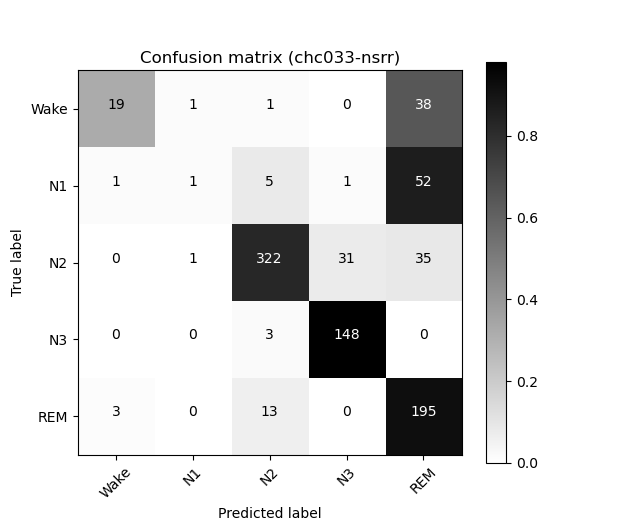 Confusion matrix (chc033-nsrr)
Wake 19 1 1 0 38
N1 1 1 5 1 52
N2 0 1 322 31 35
N3 0 0 3 148 0
REM 3 0 13 0 195
Wake N1 N2 N3 REM
True label
Predicted label
0.8
0.6
0.4
0.2
0.0